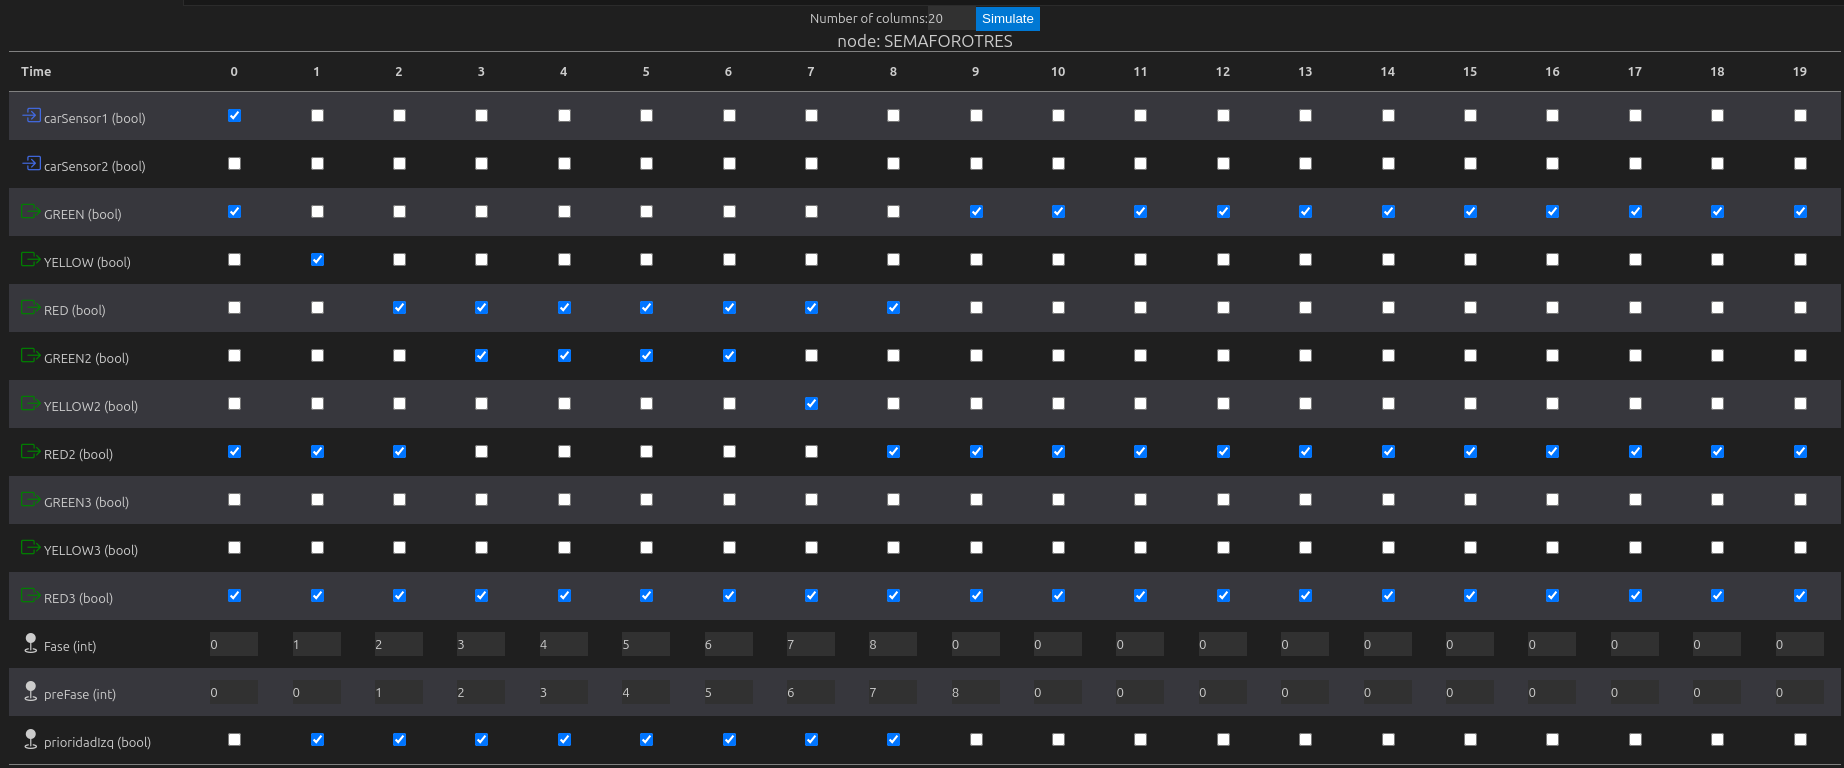 Number of columns:20 Simulate
node: SEMAFOROTRES
Time 0 1 2 3 4 5 6 7 8 9 10 11 12 13 14 15 16 17 18 19
carSensor1 (bool)
carSensor2 (bool)
GREEN (bool)
YELLOW (bool)
RED (bool)
GREEN2 (bool)
YELLOW2 (bool)
RED2 (bool)
GREEN3 (bool)
YELLOW3 (bool)
RED3 (bool)
Fase (int) 0 1 2 3 4 5 6 7 8 0 0 0 0 0 0 0 0 0 0 0
preFase (int) 0 0 1 2 3 4 5 6 7 8 0 0 0 0 0 0 0 0 0 0
prioridadIzq (bool)